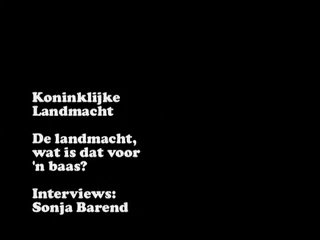 Koninklijke
Landmacht
De landmacht,
wat is dat voor
'n baas?
Interviews:
Sonja Barend